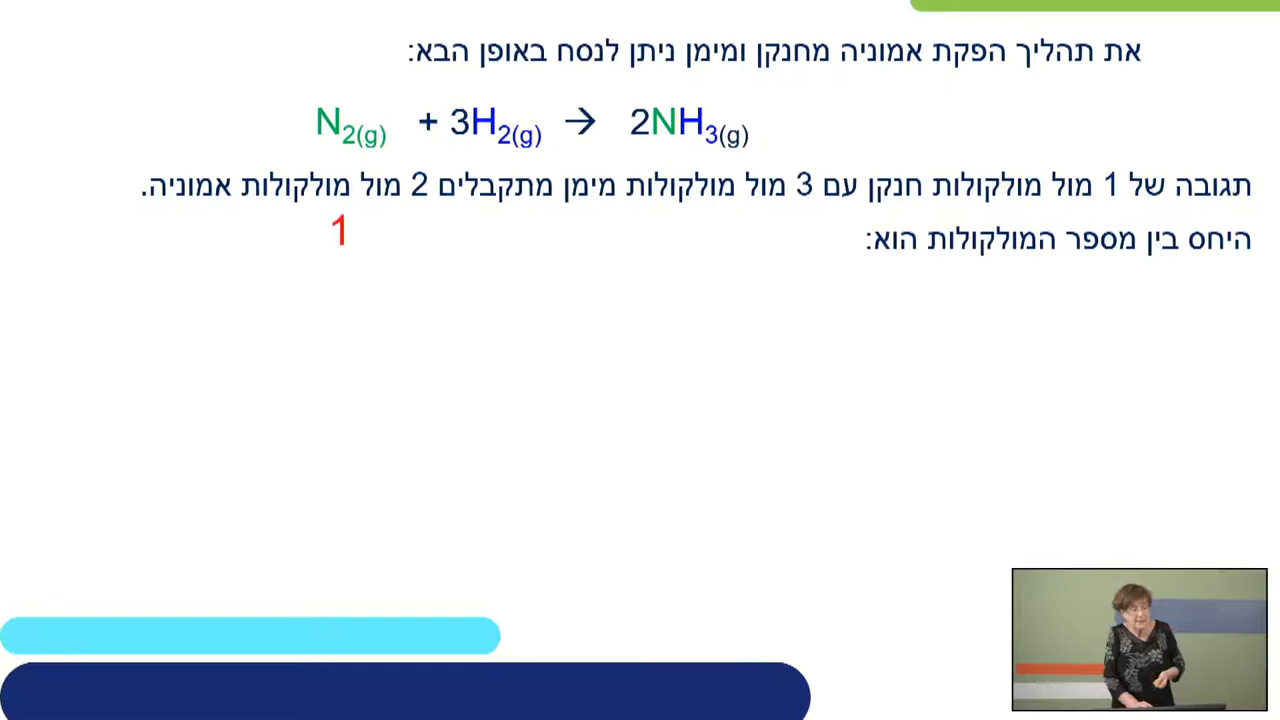 את תהליך הפקת אמוניה מחנקן ומימן ניתן לנסח באופן הבא:
N₂₍g₎ + 3H₂₍g₎ → 2NH₃₍g₎
תגובה של 1 מול מולקולות חנקן עם 3 מול מולקולות מימן מתקבלים 2 מול מולקולות אמוניה.
היחס בין מספר המולקולות הוא: 1